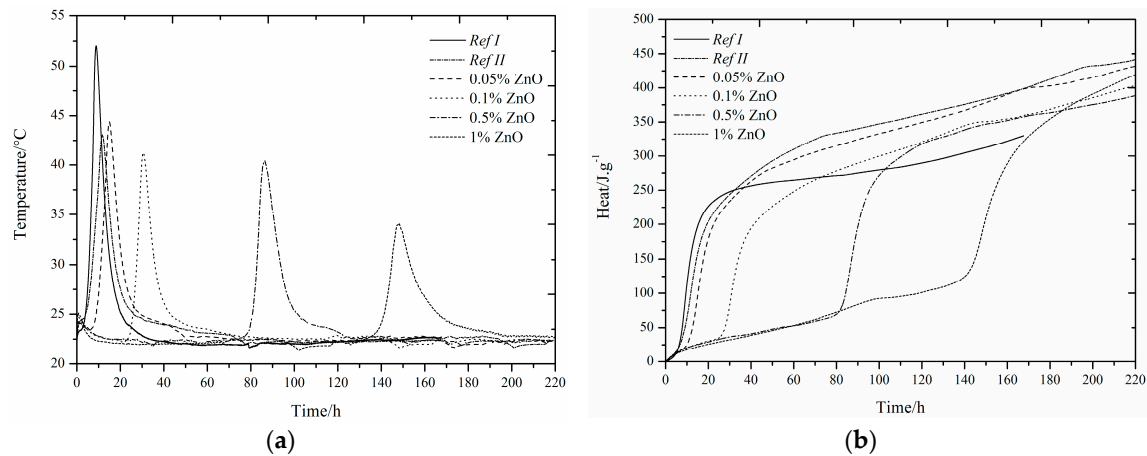 55
50
45
40
35
30
25
20
Temperature/°C
0 20 40 60 80 100 120 140 160 180 200 220
Time/h
Ref I
Ref II
0.05% ZnO
0.1% ZnO
0.5% ZnO
1% ZnO
(a)
500
450
400
350
300
250
200
150
100
50
0
Heat/J.g-1
0 20 40 60 80 100 120 140 160 180 200 220
Time/h
Ref I
Ref II
0.05% ZnO
0.1% ZnO
0.5% ZnO
1% ZnO
(b)